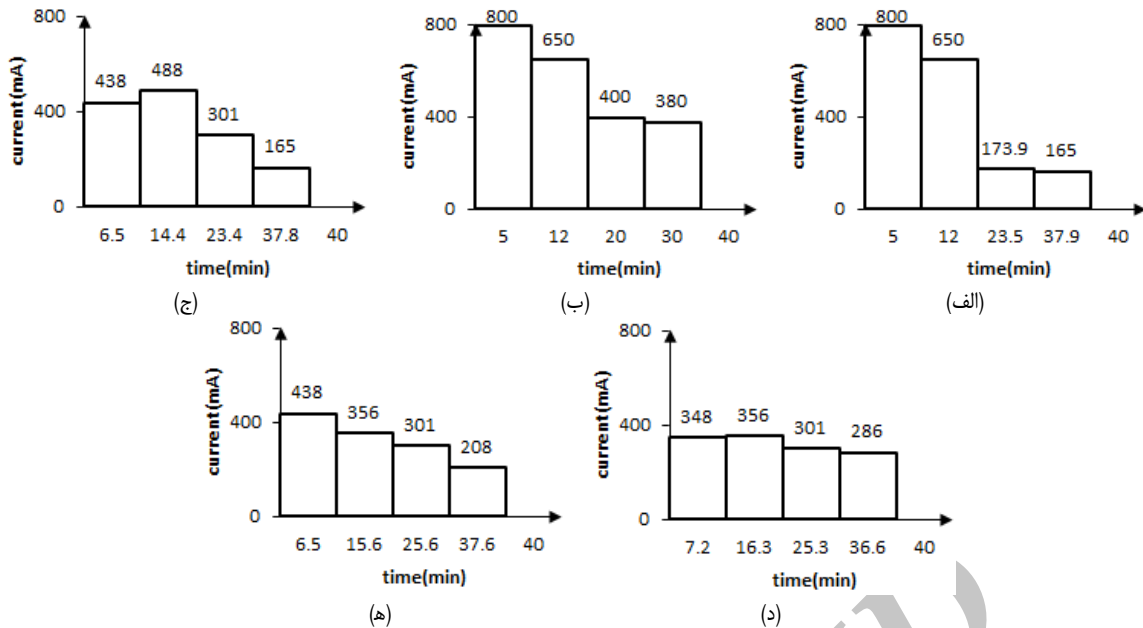 800
400
0
current(mA)
438
488
301
165
6.5 14.4 23.4 37.8 40
time(min)
(ج)
800
400
0
current(mA)
800
650
400
380
5 12 20 30 40
time(min)
(ب)
800
400
0
current(mA)
800
650
173.9
165
5 12 23.5 37.9 40
time(min)
(الف)
800
400
0
current(mA)
438
356
301
208
6.5 15.6 25.6 37.6 40
time(min)
(ه)
800
400
0
current(mA)
348
356
301
286
7.2 16.3 25.3 36.6 40
time(min)
(د)